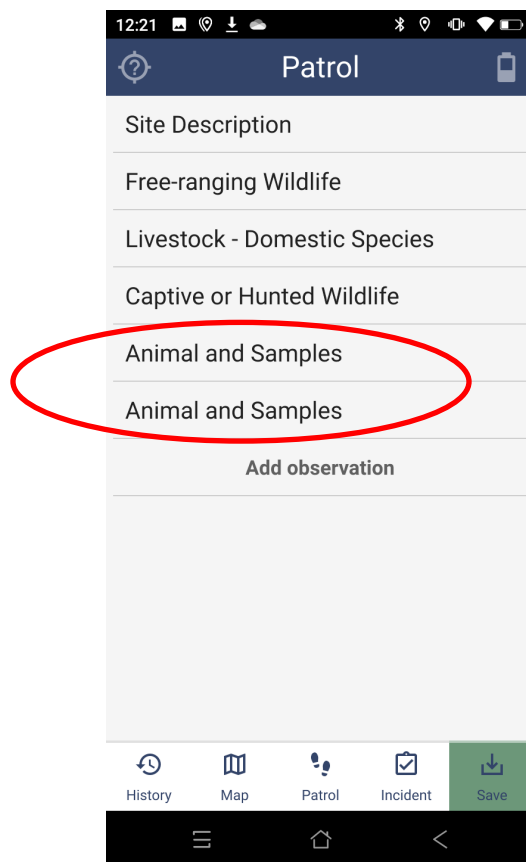 12:21
Patrol
Site Description
Free-ranging Wildlife
Livestock - Domestic Species
Captive or Hunted Wildlife
Animal and Samples
Animal and Samples
Add observation
History Map Patrol Incident Save